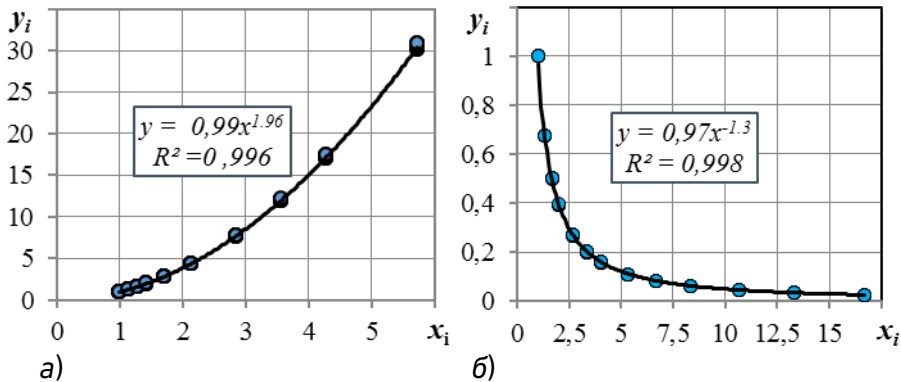 yᵢ
30
25
20
15
10
5
0
y = 0,99x^1.96
R² =0 ,996
0 1 2 3 4 5 xᵢ
а)
yᵢ
1
0,8
0,6
0,4
0,2
0
y = 0,97x^-1.3
R² = 0,998
0 2,5 5 7,5 10 12,5 15 xᵢ
б)